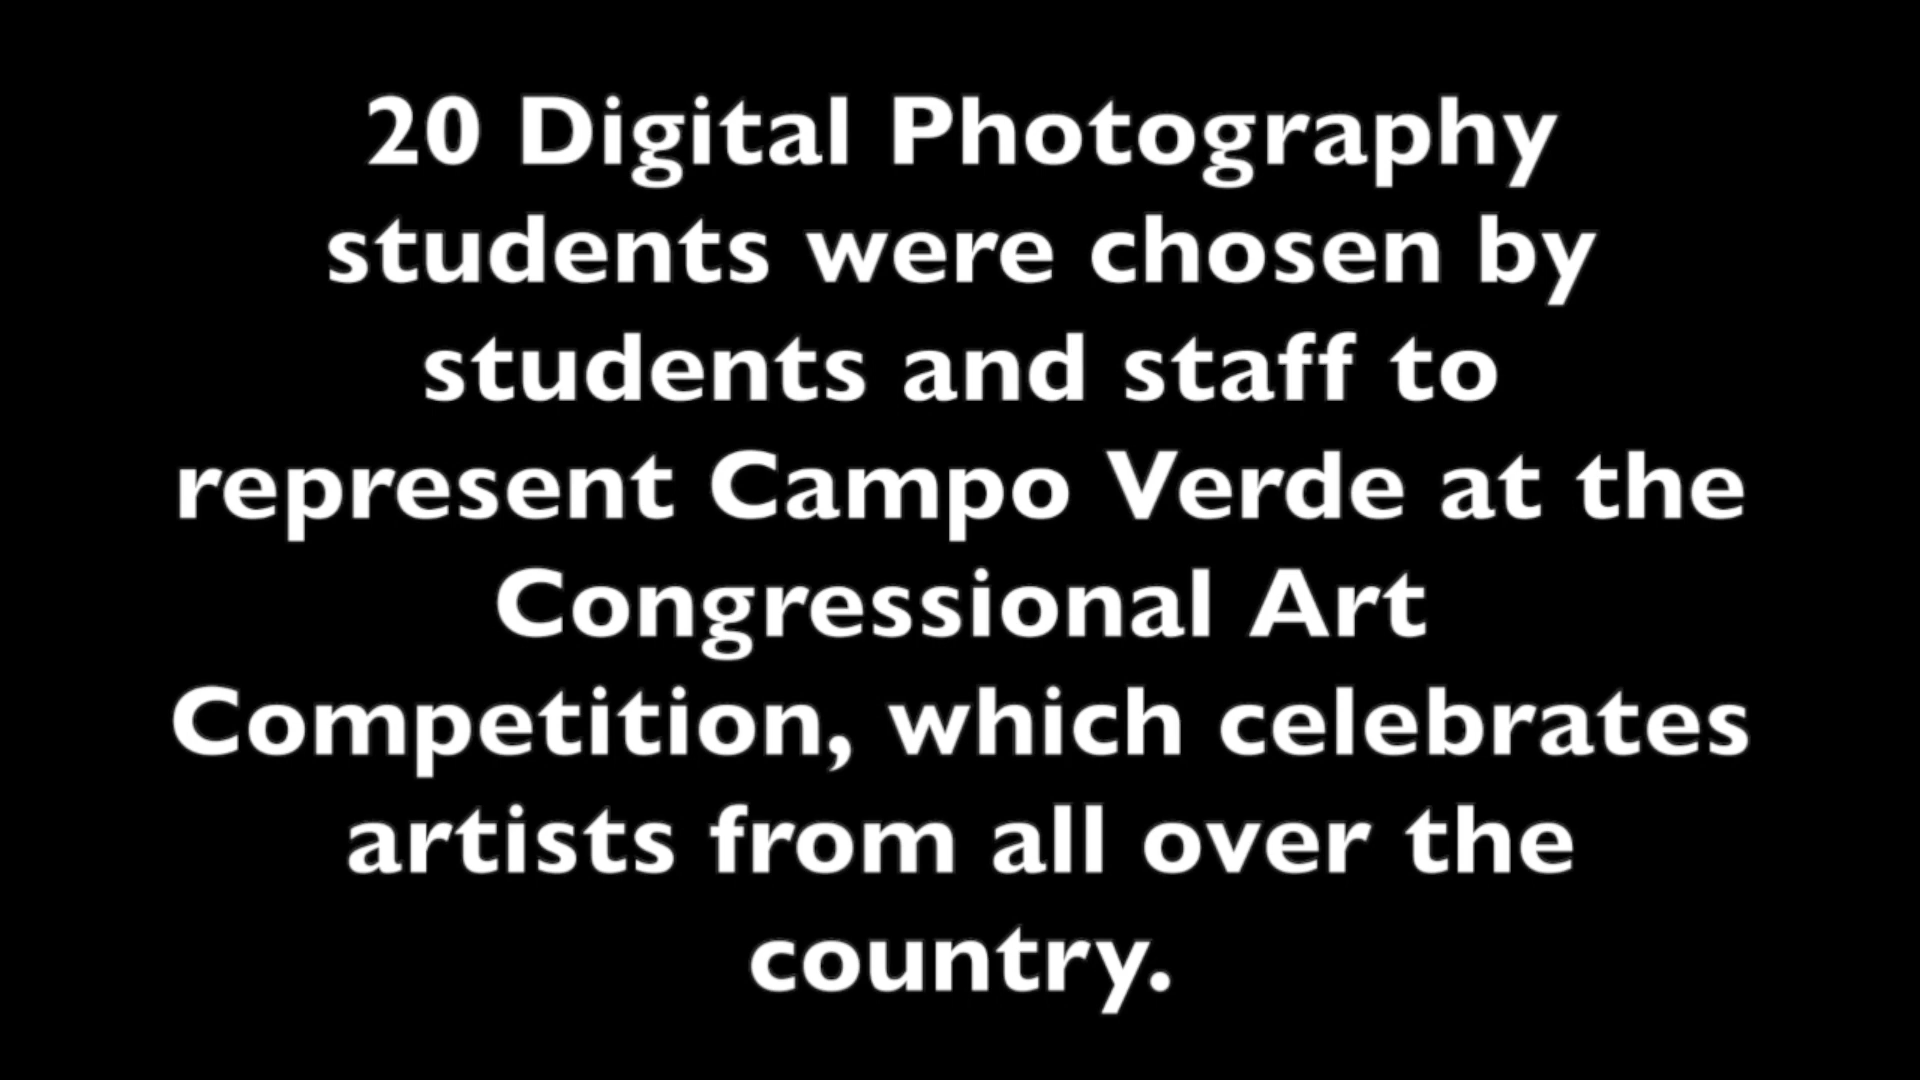 20 Digital Photography
students were chosen by
students and staff to
represent Campo Verde at the
Congressional Art
Competition, which celebrates
artists from all over the
country.